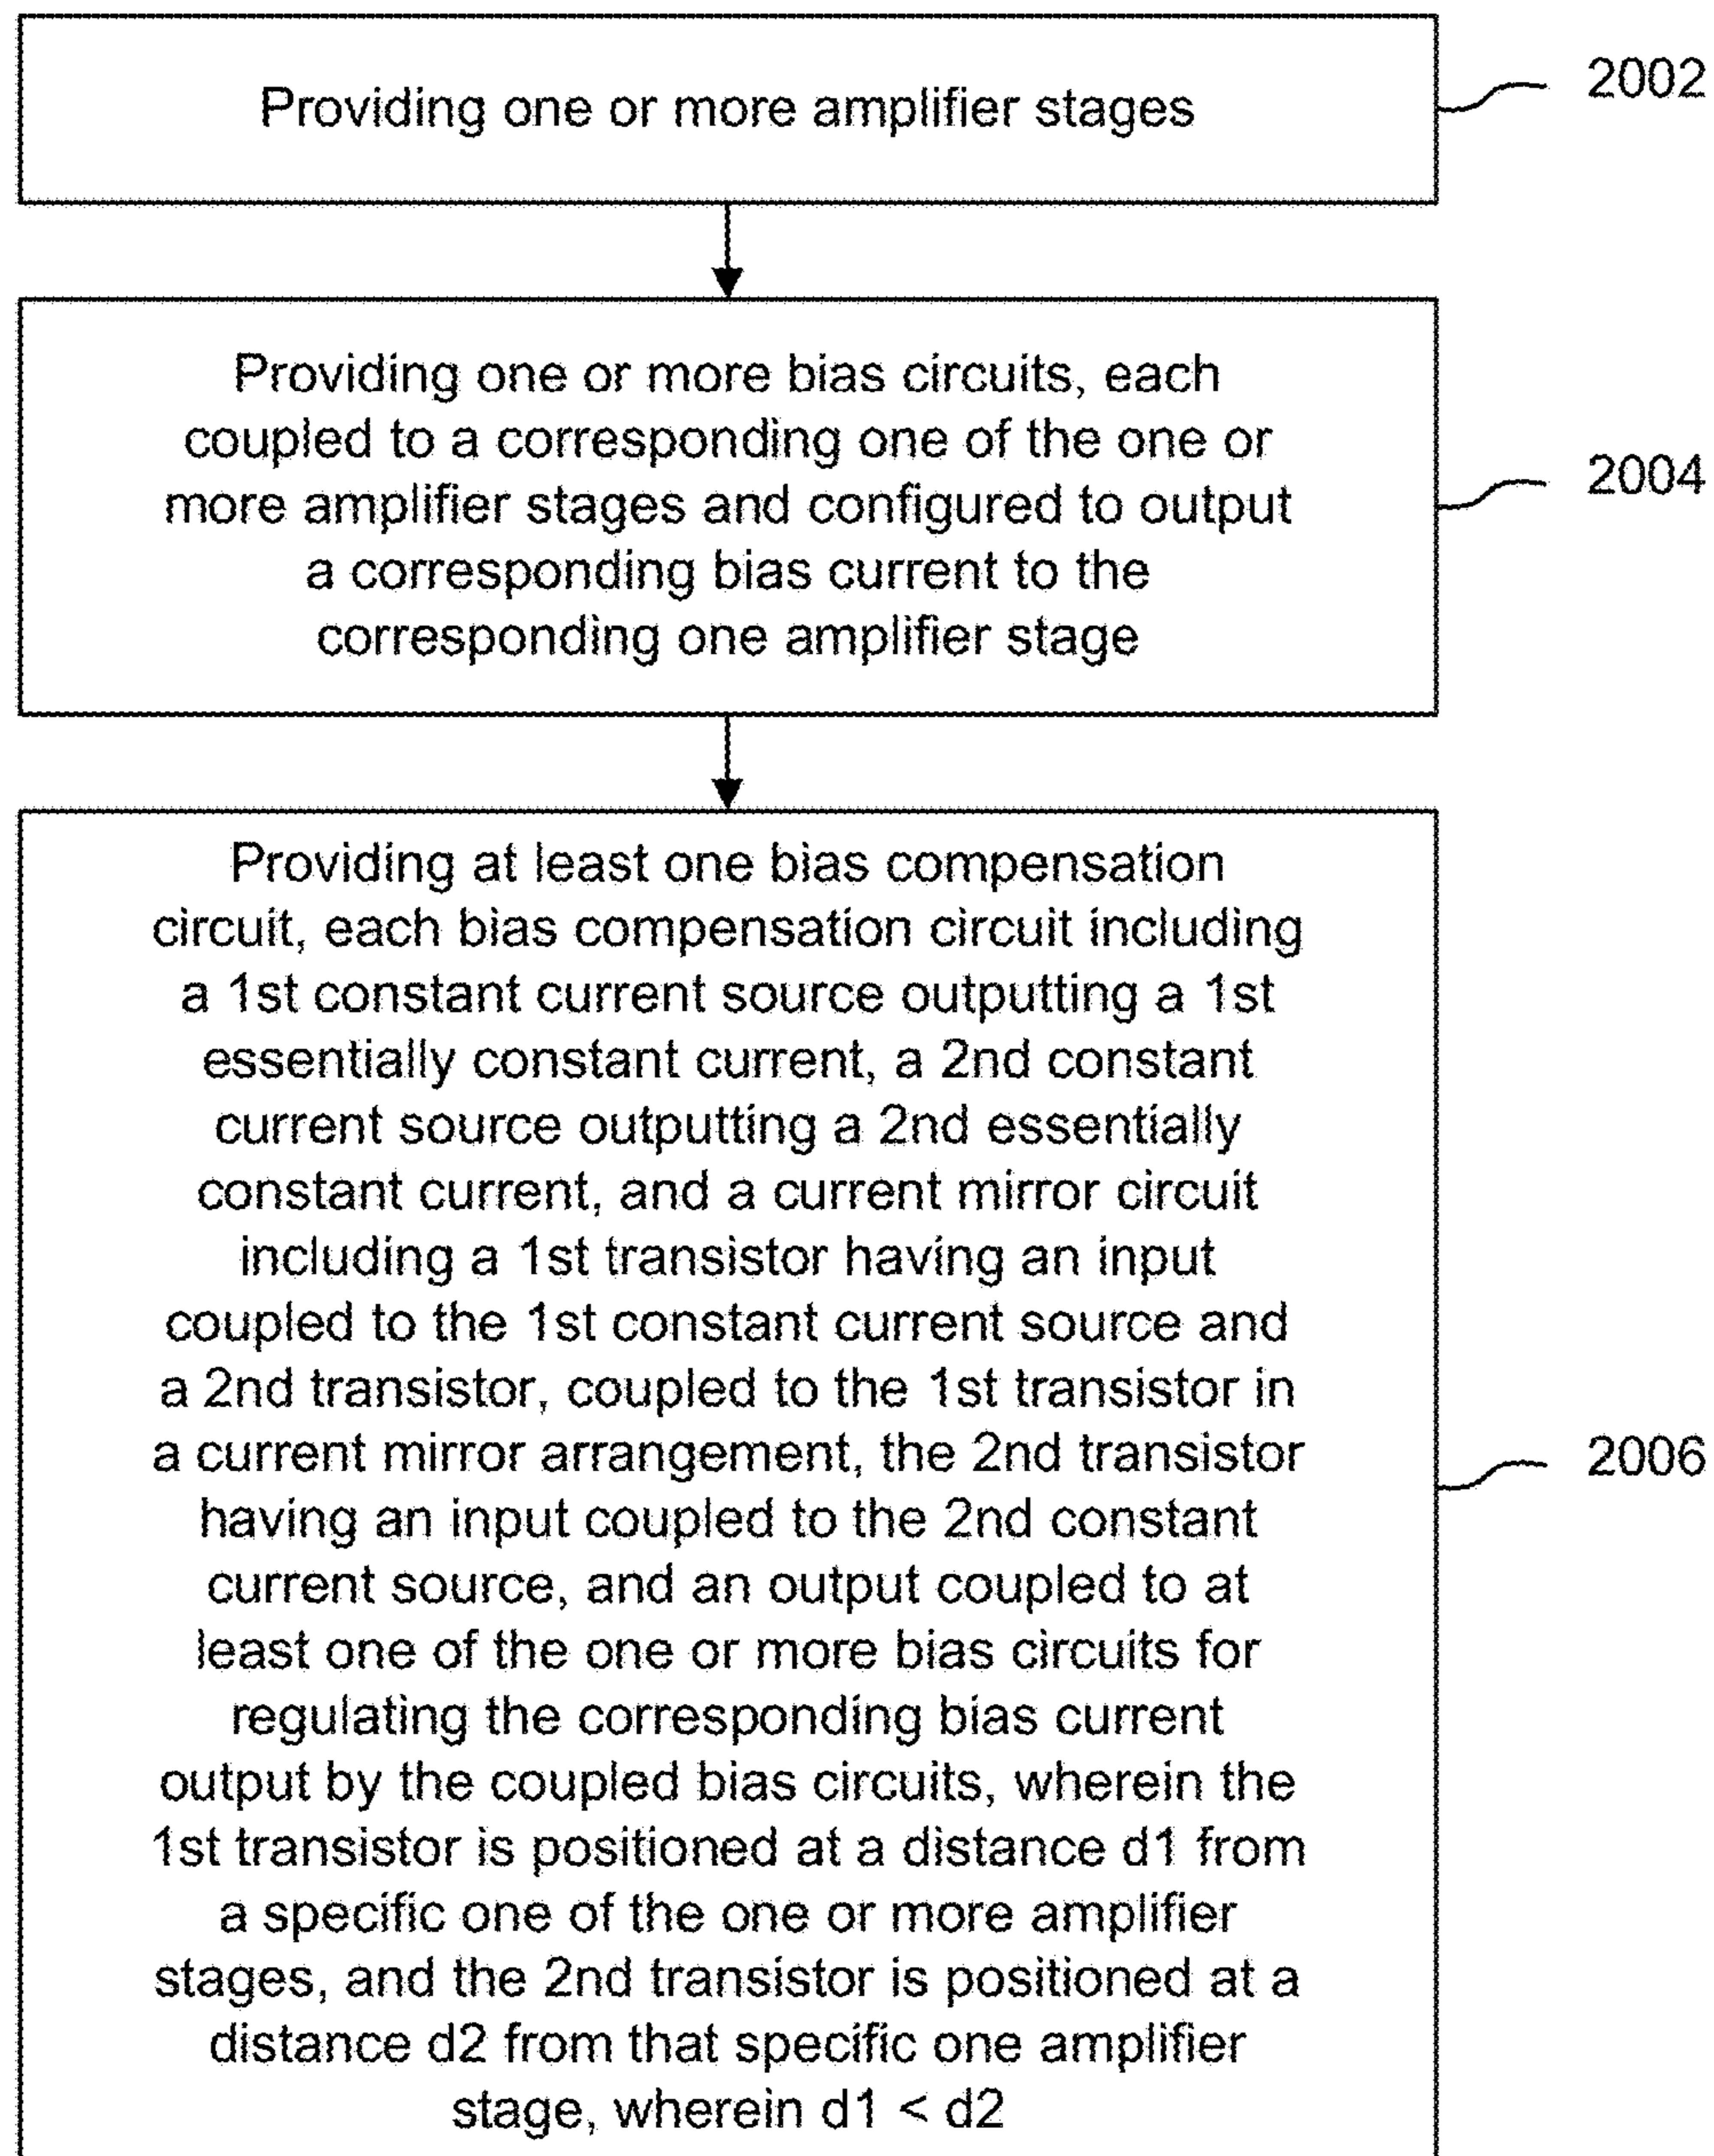 Providing one or more amplifier stages
2002
Providing one or more bias circuits, each
coupled to a corresponding one of the one or
more amplifier stages and configured to output
a corresponding bias current to the
corresponding one amplifier stage
2004
Providing at least one bias compensation
circuit, each bias compensation circuit including
a 1st constant current source outputting a 1st
essentially constant current, a 2nd constant
current source outputting a 2nd essentially
constant current, and a current mirror circuit
including a 1st transistor having an input
coupled to the 1st constant current source and
a 2nd transistor, coupled to the 1st transistor in
a current mirror arrangement, the 2nd transistor
having an input coupled to the 2nd constant
current source, and an output coupled to at
least one of the one or more bias circuits for
regulating the corresponding bias current
output by the coupled bias circuits, wherein the
1st transistor is positioned at a distance d1 from
a specific one of the one or more amplifier
stages, and the 2nd transistor is positioned at a
distance d2 from that specific one amplifier
stage, wherein d1 < d2
2006